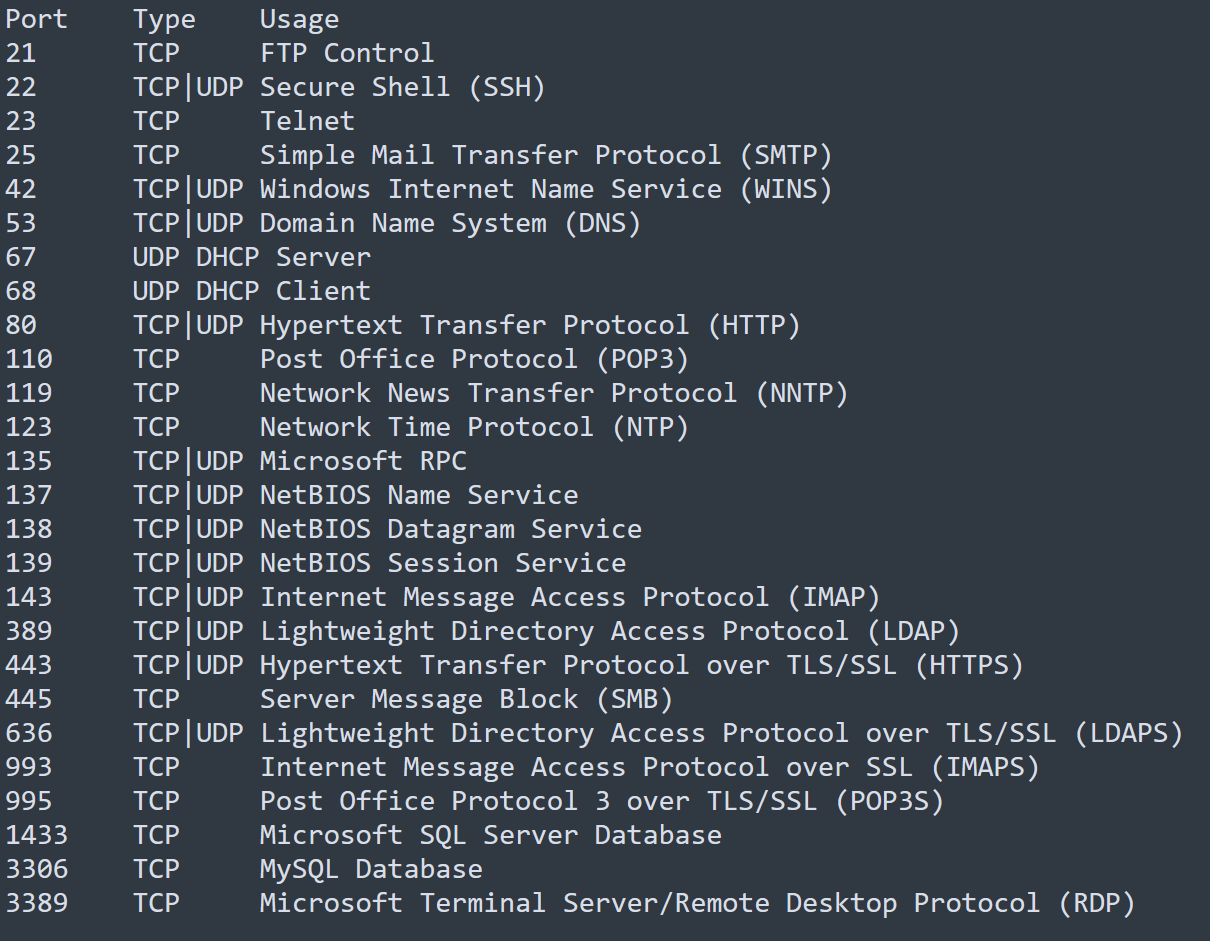 Port    Type    Usage
21      TCP     FTP Control
22      TCP|UDP Secure Shell (SSH)
23      TCP     Telnet
25      TCP     Simple Mail Transfer Protocol (SMTP)
42      TCP|UDP Windows Internet Name Service (WINS)
53      TCP|UDP Domain Name System (DNS)
67      UDP DHCP Server
68      UDP DHCP Client
80      TCP|UDP Hypertext Transfer Protocol (HTTP)
110     TCP     Post Office Protocol (POP3)
119     TCP     Network News Transfer Protocol (NNTP)
123     TCP     Network Time Protocol (NTP)
135     TCP|UDP Microsoft RPC
137     TCP|UDP NetBIOS Name Service
138     TCP|UDP NetBIOS Datagram Service
139     TCP|UDP NetBIOS Session Service
143     TCP|UDP Internet Message Access Protocol (IMAP)
389     TCP|UDP Lightweight Directory Access Protocol (LDAP)
443     TCP|UDP Hypertext Transfer Protocol over TLS/SSL (HTTPS)
445     TCP     Server Message Block (SMB)
636     TCP|UDP Lightweight Directory Access Protocol over TLS/SSL (LDAPS)
993     TCP     Internet Message Access Protocol over SSL (IMAPS)
995     TCP     Post Office Protocol 3 over TLS/SSL (POP3S)
1433    TCP     Microsoft SQL Server Database
3306    TCP     MySQL Database
3389    TCP     Microsoft Terminal Server/Remote Desktop Protocol (RDP)